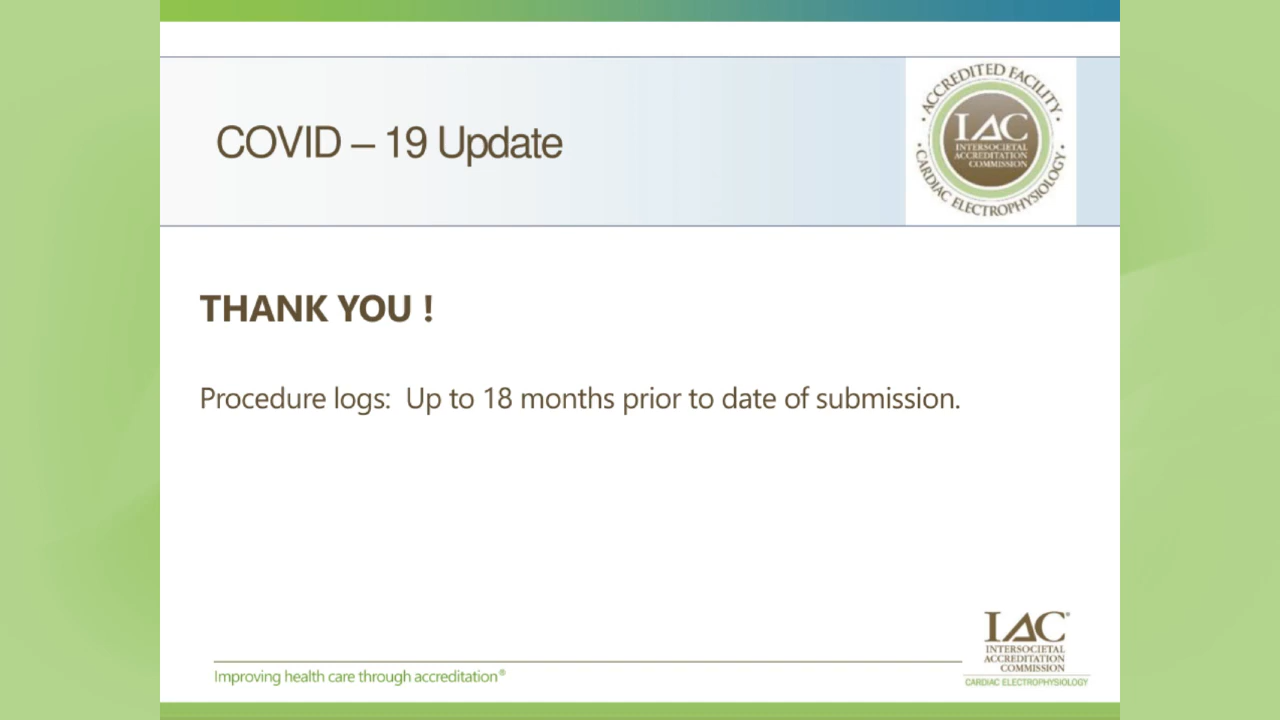 COVID – 19 Update
ACCREDITED FACILITY
IAC
INTERSOCIETAL
ACCREDITATION
COMMISSION
• CARDIAC ELECTROPHYSIOLOGY •
THANK YOU !
Procedure logs:  Up to 18 months prior to date of submission.
Improving health care through accreditation®
IAC®
INTERSOCIETAL
ACCREDITATION
COMMISSION
CARDIAC ELECTROPHYSIOLOGY